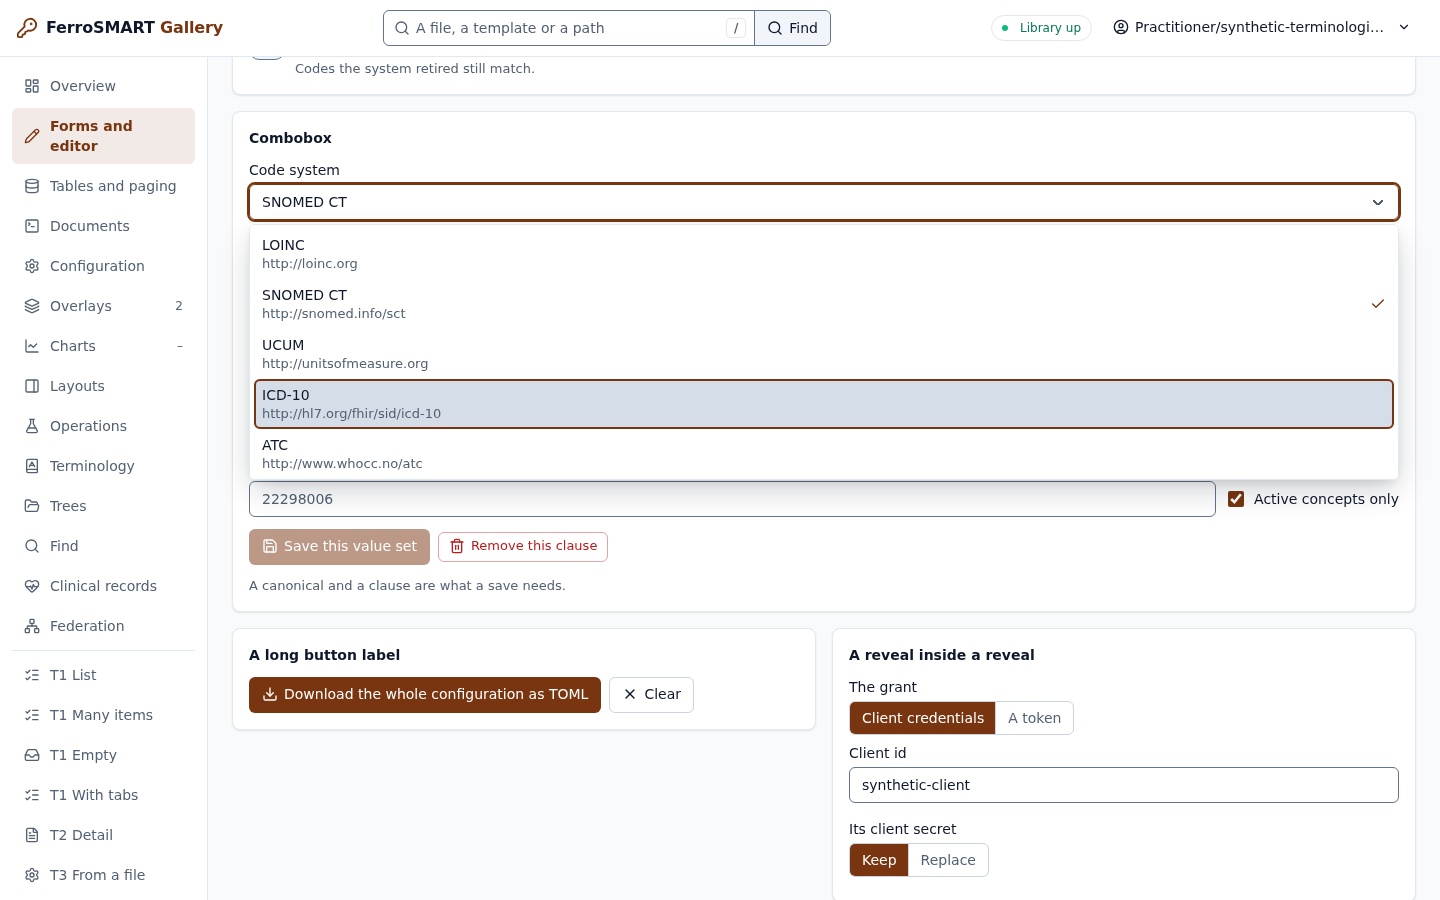 FerroSMART Gallery
A file, a template or a path
/
Find
Library up
Practitioner/synthetic-terminologi...
Overview
Forms and
editor
Tables and paging
Documents
Configuration
Overlays 2
Charts –
Layouts
Operations
Terminology
Trees
Find
Clinical records
Federation
T1 List
T1 Many items
T1 Empty
T1 With tabs
T2 Detail
T3 From a file
Codes the system retired still match.
Combobox
Code system
SNOMED CT
LOINC
http://loinc.org
SNOMED CT
http://snomed.info/sct
UCUM
http://unitsofmeasure.org
ICD-10
http://hl7.org/fhir/sid/icd-10
ATC
http://www.whocc.no/atc
22298006
Active concepts only
Save this value set
Remove this clause
A canonical and a clause are what a save needs.
A long button label
Download the whole configuration as TOML
Clear
A reveal inside a reveal
The grant
Client credentials
A token
Client id
synthetic-client
Its client secret
Keep
Replace